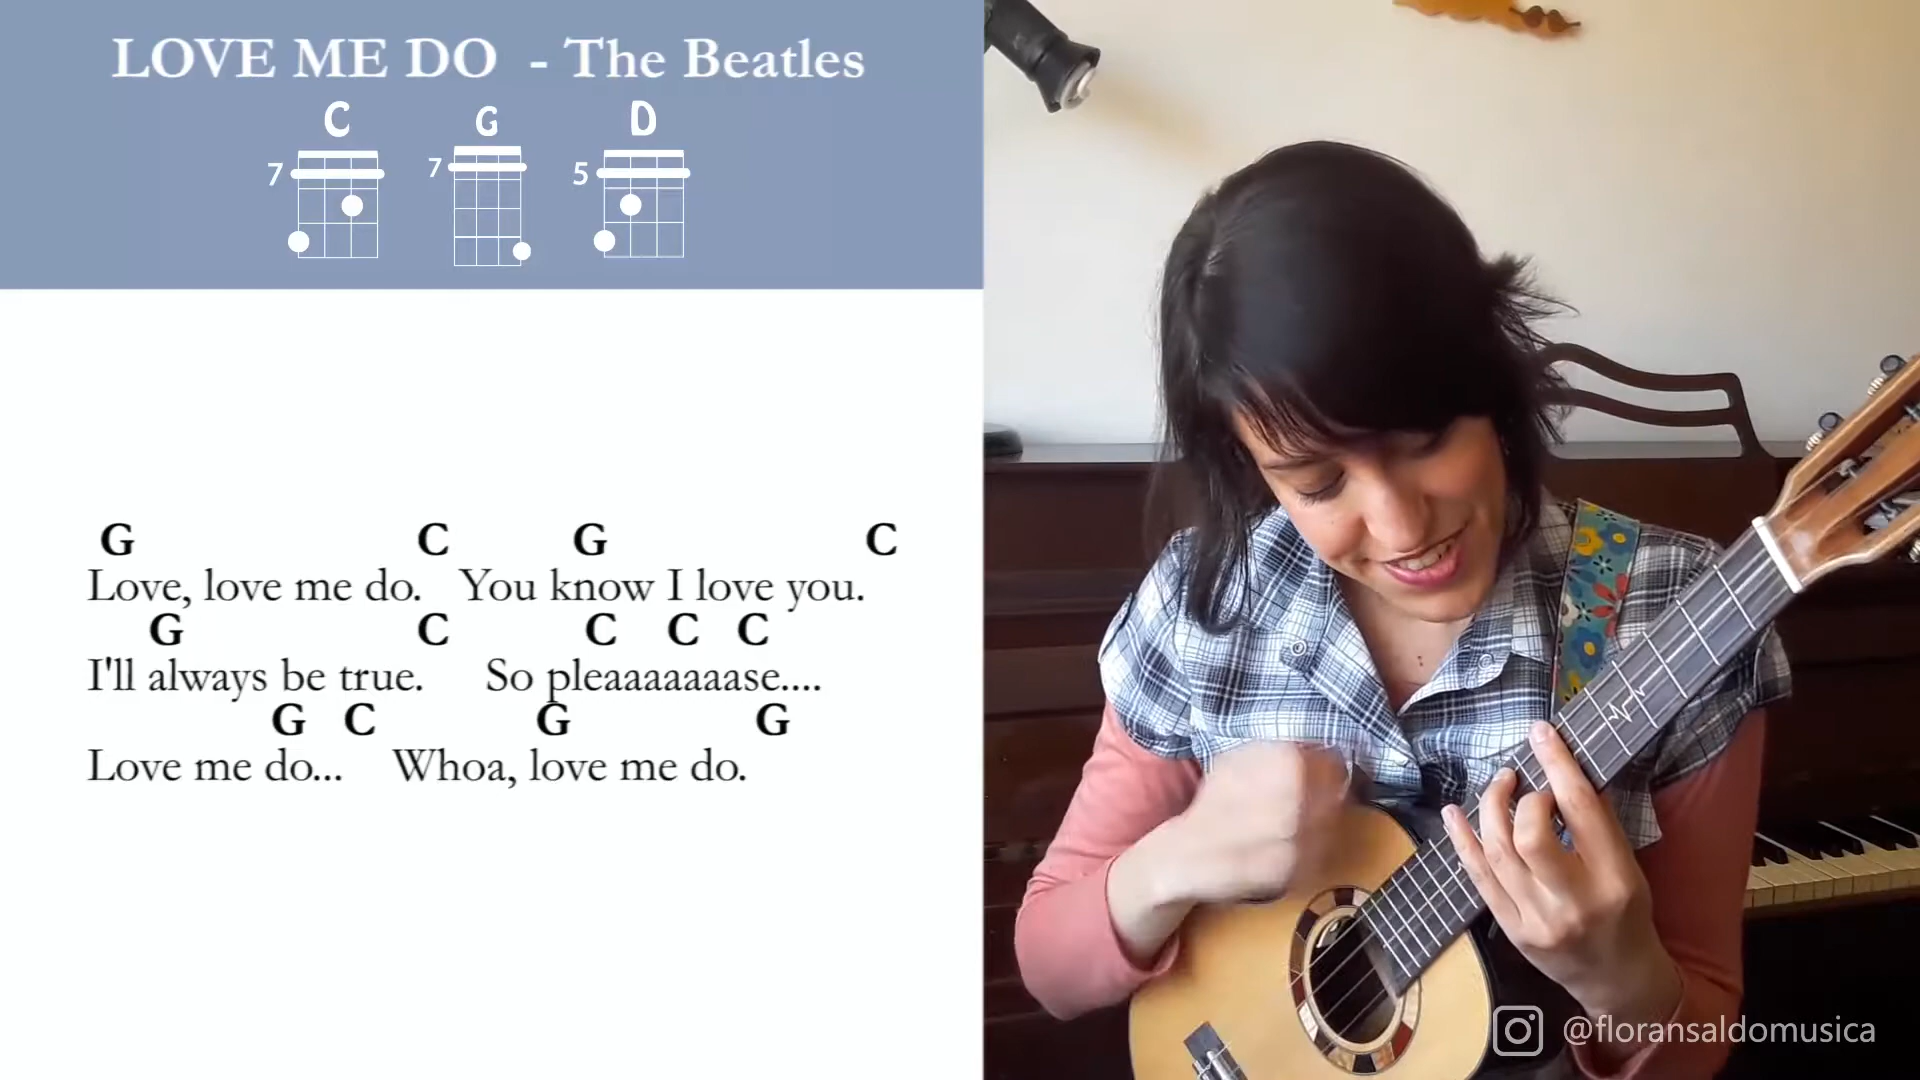 LOVE ME DO - The Beatles
C G D
7 7 5
G C G C
Love, love me do. You know I love you.
G C C C C
I'll always be true. So pleaaaaaaase....
G C G G
Love me do... Whoa, love me do.
@floransaldomusica